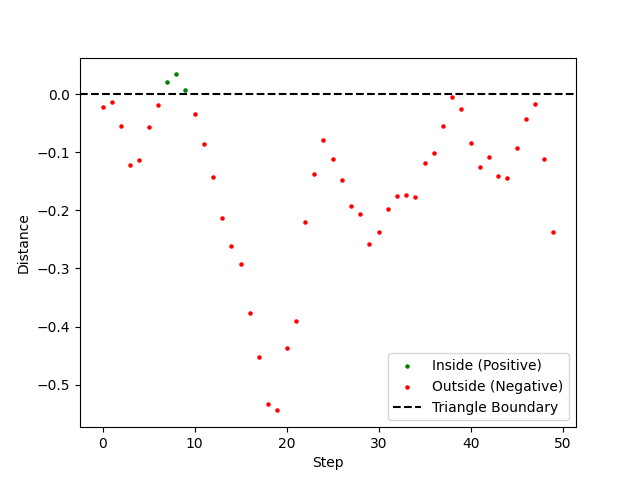 0.0
−0.1
−0.2
−0.3
−0.4
−0.5
Distance
0 10 20 30 40 50
Step
Inside (Positive)
Outside (Negative)
Triangle Boundary